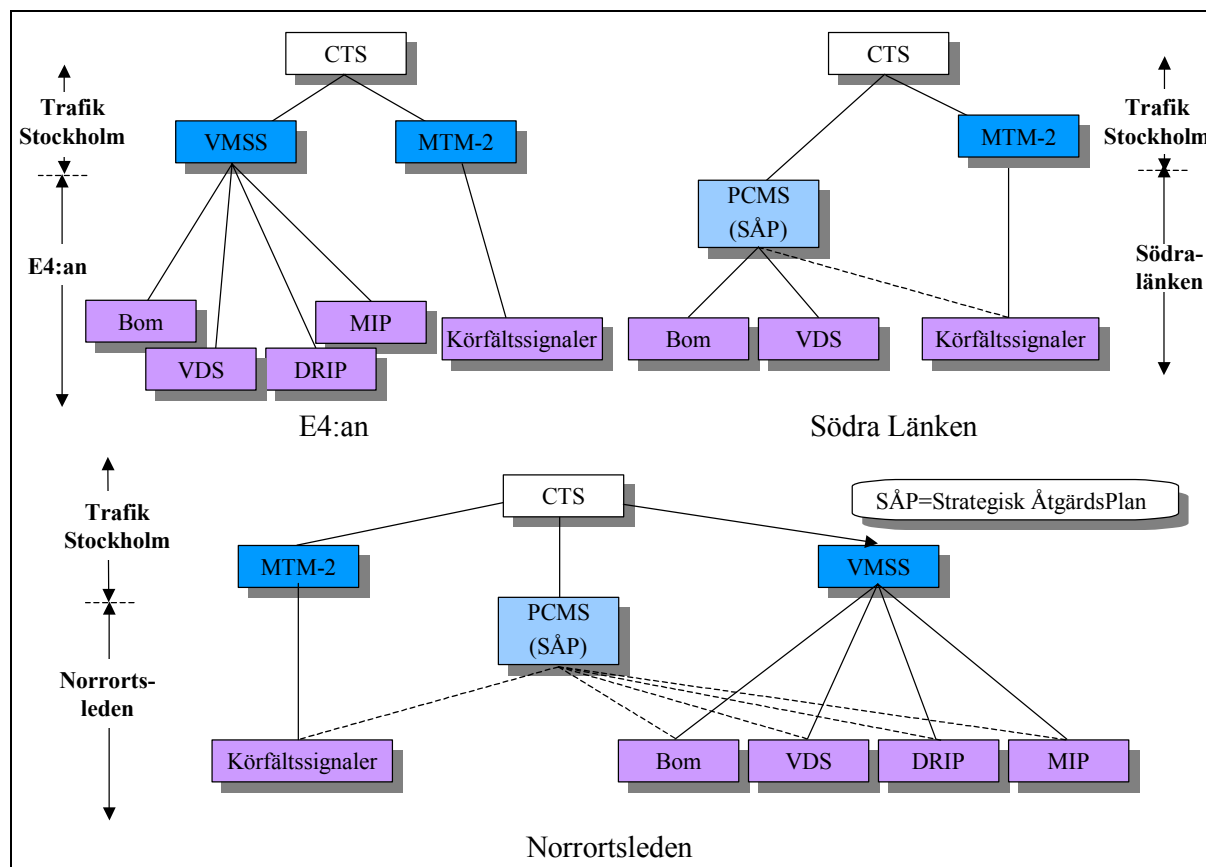 CTS
Trafik
Stockholm
VMSS
MTM-2
E4:an
Bom
MIP
Körfältssignaler
VDS
DRIP
E4:an
CTS
Trafik
Stockholm
MTM-2
PCMS
(SÅP)
Södra-
länken
Bom
VDS
Körfältssignaler
Södra Länken
CTS
SÅP=Strategisk ÅtgärdsPlan
Trafik
Stockholm
MTM-2
VMSS
PCMS
(SÅP)
Norrorts-
leden
Körfältssignaler
Bom
VDS
DRIP
MIP
Norrortsleden